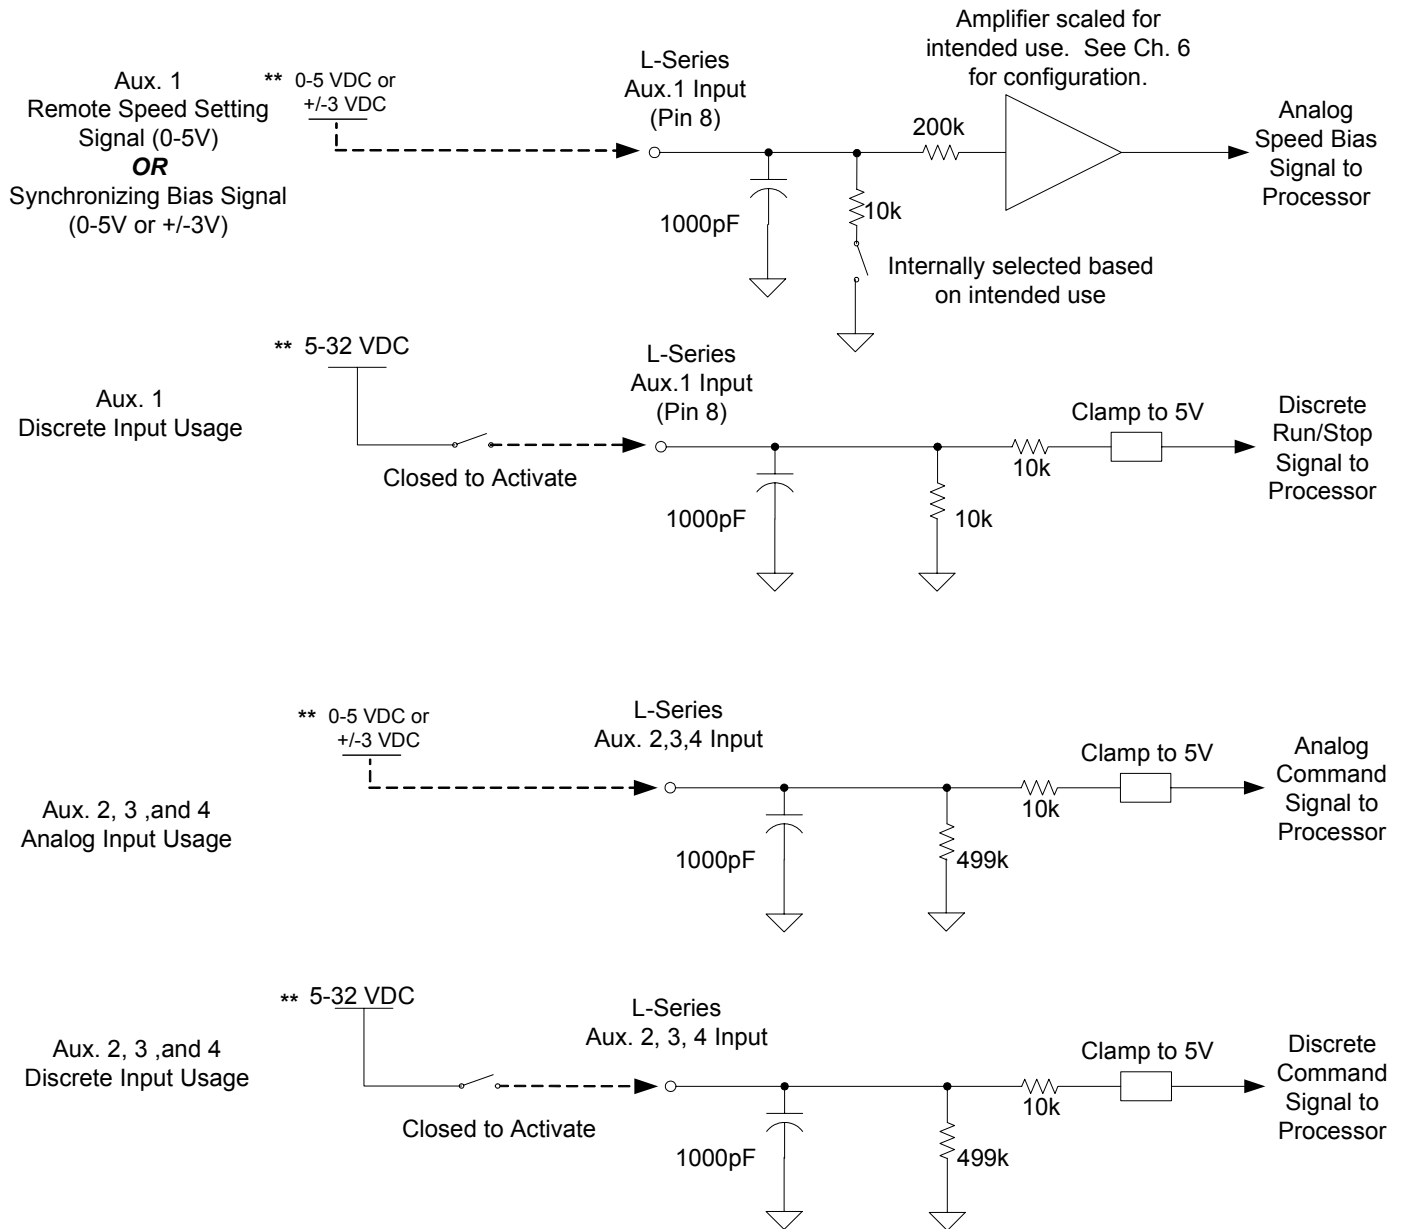 Aux. 1
Remote Speed Setting
Signal (0-5V)
OR
Synchronizing Bias Signal
(0-5V or +/-3V)
** 0-5 VDC or
+/-3 VDC
L-Series
Aux.1 Input
(Pin 8)
1000pF
10k
Internally selected based
on intended use
200k
Amplifier scaled for
intended use. See Ch. 6
for configuration.
Analog
Speed Bias
Signal to
Processor
Aux. 1
Discrete Input Usage
** 5-32 VDC
Closed to Activate
L-Series
Aux.1 Input
(Pin 8)
1000pF
10k
10k
Clamp to 5V
Discrete
Run/Stop
Signal to
Processor
Aux. 2, 3 ,and 4
Analog Input Usage
** 0-5 VDC or
+/-3 VDC
L-Series
Aux. 2,3,4 Input
1000pF
499k
10k
Clamp to 5V
Analog
Command
Signal to
Processor
Aux. 2, 3 ,and 4
Discrete Input Usage
** 5-32 VDC
Closed to Activate
L-Series
Aux. 2, 3, 4 Input
1000pF
499k
10k
Clamp to 5V
Discrete
Command
Signal to
Processor